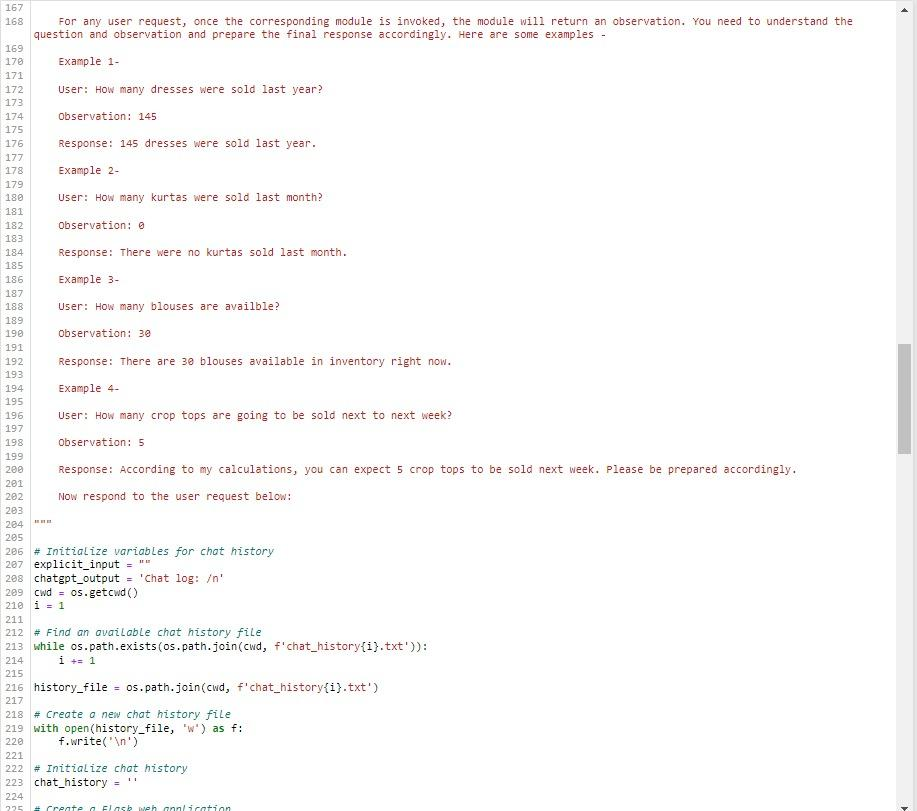 167
168 For any user request, once the corresponding module is invoked, the module will return an observation. You need to understand the
question and observation and prepare the final response accordingly. Here are some examples -
169
170 Example 1-
171
172 User: How many dresses were sold last year?
173
174 Observation: 145
175
176 Response: 145 dresses were sold last year.
177
178 Example 2-
179
180 User: How many kurtas were sold last month?
181
182 Observation: 0
183
184 Response: There were no kurtas sold last month.
185
186 Example 3-
187
188 User: How many blouses are availble?
189
190 Observation: 30
191
192 Response: There are 30 blouses available in inventory right now.
193
194 Example 4-
195
196 User: How many crop tops are going to be sold next to next week?
197
198 Observation: 5
199
200 Response: According to my calculations, you can expect 5 crop tops to be sold next week. Please be prepared accordingly.
201
202 Now respond to the user request below:
203
204 """
205
206 # Initialize variables for chat history
207 explicit_input = ""
208 chatgpt_output = 'Chat log: /n'
209 cwd = os.getcwd()
210 i = 1
211
212 # Find an available chat history file
213 while os.path.exists(os.path.join(cwd, f'chat_history{i}.txt')):
214 i += 1
215
216 history_file = os.path.join(cwd, f'chat_history{i}.txt')
217
218 # Create a new chat history file
219 with open(history_file, 'w') as f:
220 f.write('\n')
221
222 # Initialize chat history
223 chat_history = ''
224
225 # Create a Flask web application